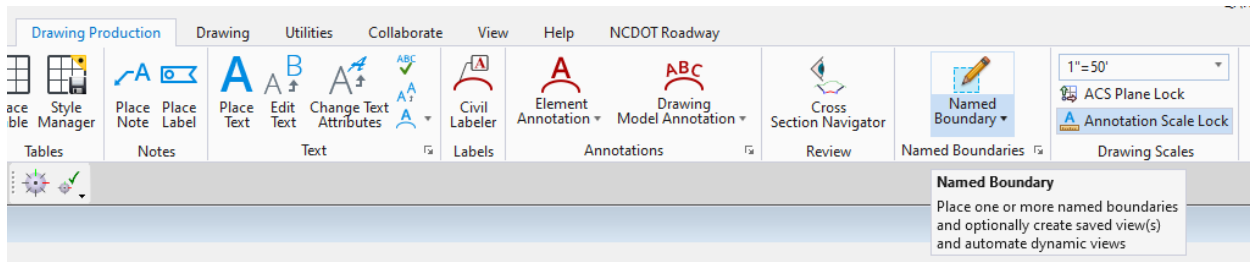 Drawing Production Drawing Utilities Collaborate View Help NCDOT Roadway
A A B A ABC A A A A ABC 1"=50'
ACS Plane Lock
Style Place Place Place Edit Change Text Civil Element Drawing Cross Named
Manager Note Label Text Text Attributes Labeler Annotation Model Annotation Section Navigator Boundary Annotation Scale Lock
Tables Notes Text Labels Annotations Review Named Boundaries Drawing Scales
Named Boundary
Place one or more named boundaries
and optionally create saved view(s)
and automate dynamic views